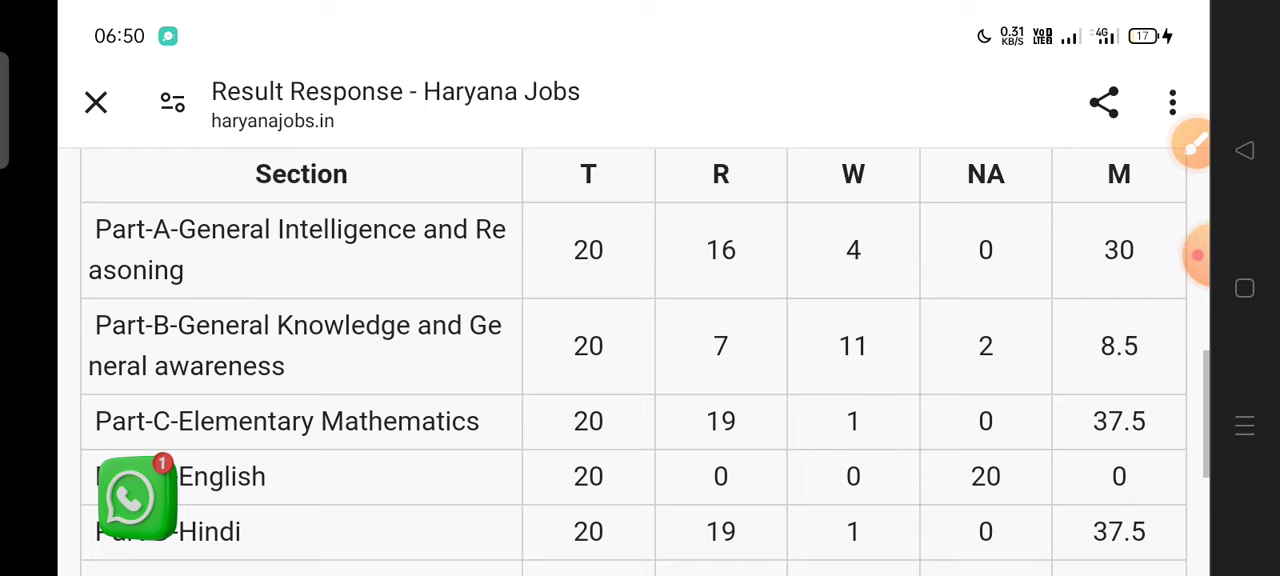 06:50 0.31 KB/S VoD LTE 4G 17
Result Response - Haryana Jobs
haryanajobs.in
Section T R W NA M
Part-A-General Intelligence and Re
asoning 20 16 4 0 30
Part-B-General Knowledge and Ge
neral awareness 20 7 11 2 8.5
Part-C-Elementary Mathematics 20 19 1 0 37.5
1
English 20 0 0 20 0
Hindi 20 19 1 0 37.5